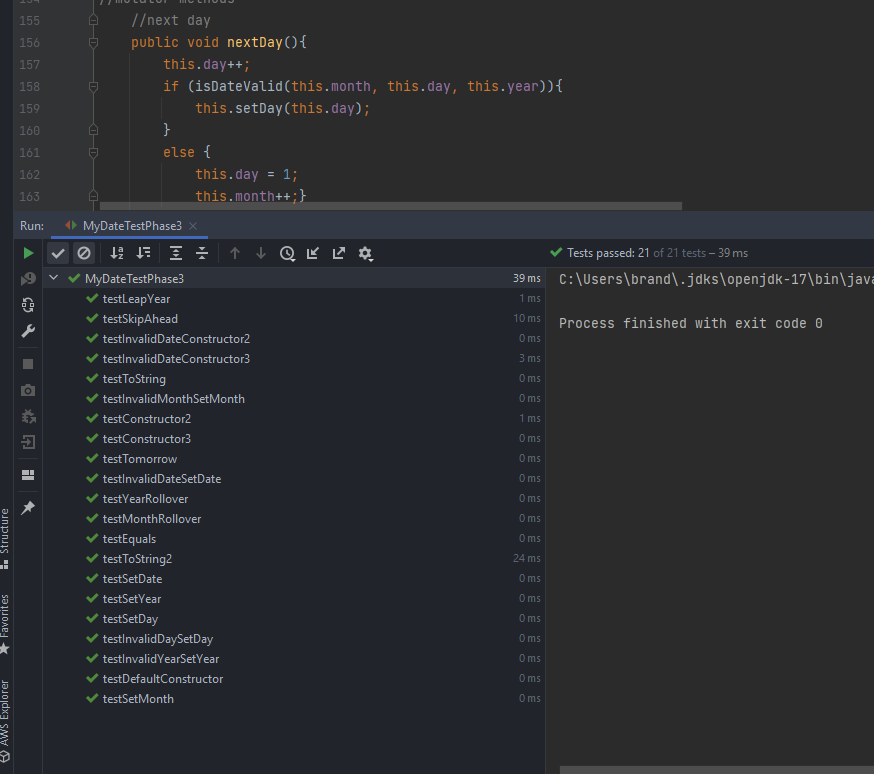 //mutator methods
155 //next day
156 public void nextDay(){
157 this.day++;
158 if (isDateValid(this.month, this.day, this.year)){
159 this.setDay(this.day);
160 }
161 else {
162 this.day = 1;
163 this.month++;}
Run: MyDateTestPhase3
Tests passed: 21 of 21 tests – 39 ms
MyDateTestPhase3 39 ms
testLeapYear 1 ms
testSkipAhead 10 ms
testInvalidDateConstructor2 0 ms
testInvalidDateConstructor3 3 ms
testToString 0 ms
testInvalidMonthSetMonth 0 ms
testConstructor2 1 ms
testConstructor3 0 ms
testTomorrow 0 ms
testInvalidDateSetDate 0 ms
testYearRollover 0 ms
testMonthRollover 0 ms
testEquals 0 ms
testToString2 24 ms
testSetDate 0 ms
testSetYear 0 ms
testSetDay 0 ms
testInvalidDaySetDay 0 ms
testInvalidYearSetYear 0 ms
testDefaultConstructor 0 ms
testSetMonth 0 ms
C:\Users\brand\.jdks\openjdk-17\bin\java
Process finished with exit code 0
Structure
Favorites
AWS Explorer